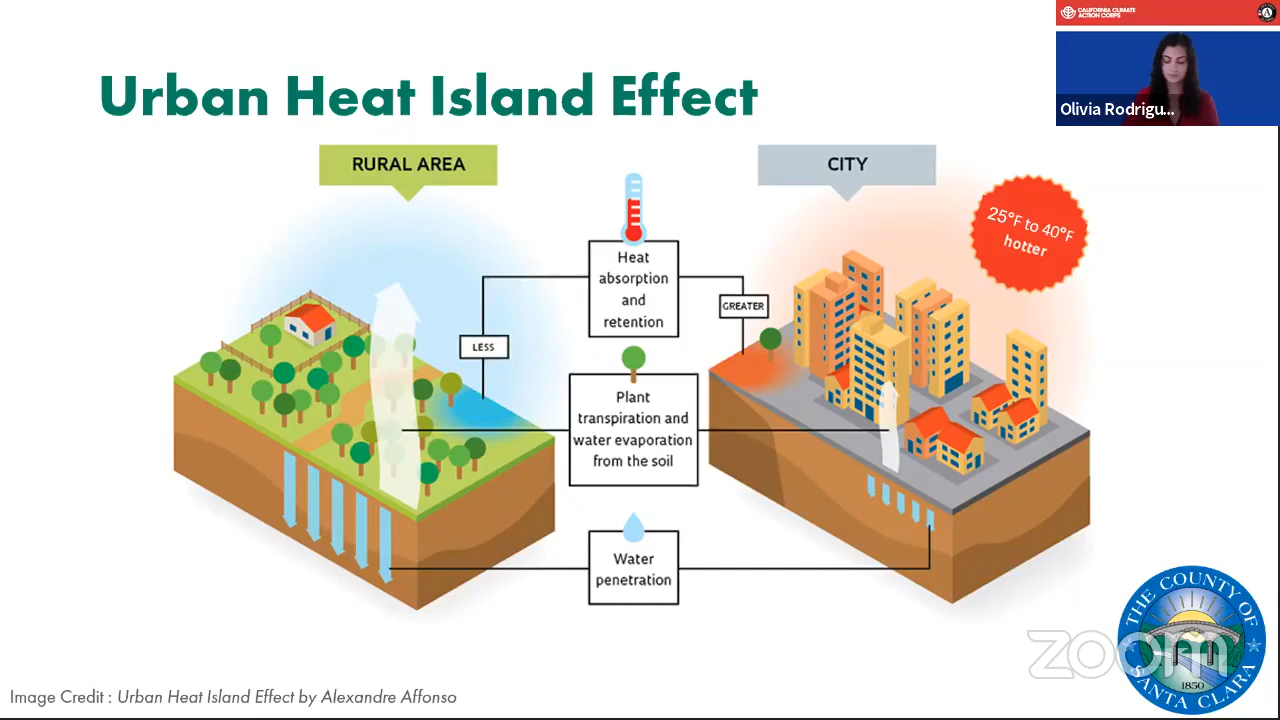 CALIFORNIA CLIMATE
ACTION CORPS
Olivia Rodrigu...
Urban Heat Island Effect
RURAL AREA
CITY
25°F to 40°F
hotter
Heat
absorption
and
retention
LESS
GREATER
Plant
transpiration and
water evaporation
from the soil
Water
penetration
THE COUNTY OF
SANTA CLARA
1850
zoom
Image Credit : Urban Heat Island Effect by Alexandre Affonso